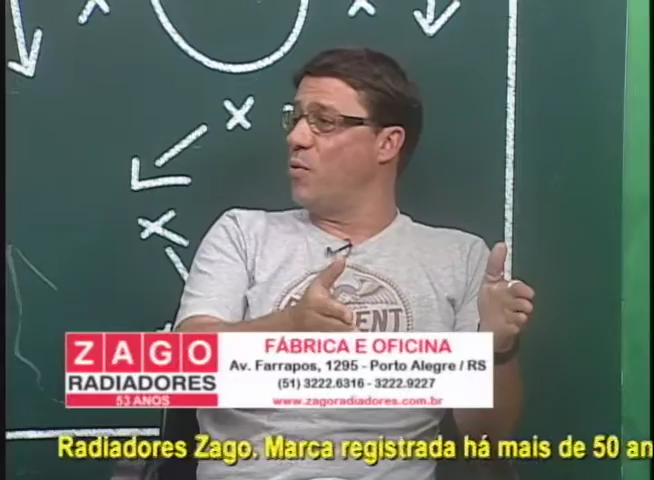 ENT
ZAGO
RADIADORES
53 ANOS
FÁBRICA E OFICINA
Av. Farrapos, 1295 - Porto Alegre / RS
(51) 3222.6316 - 3222.9227
www.zagoradiadores.com.br
Radiadores Zago. Marca registrada há mais de 50 an